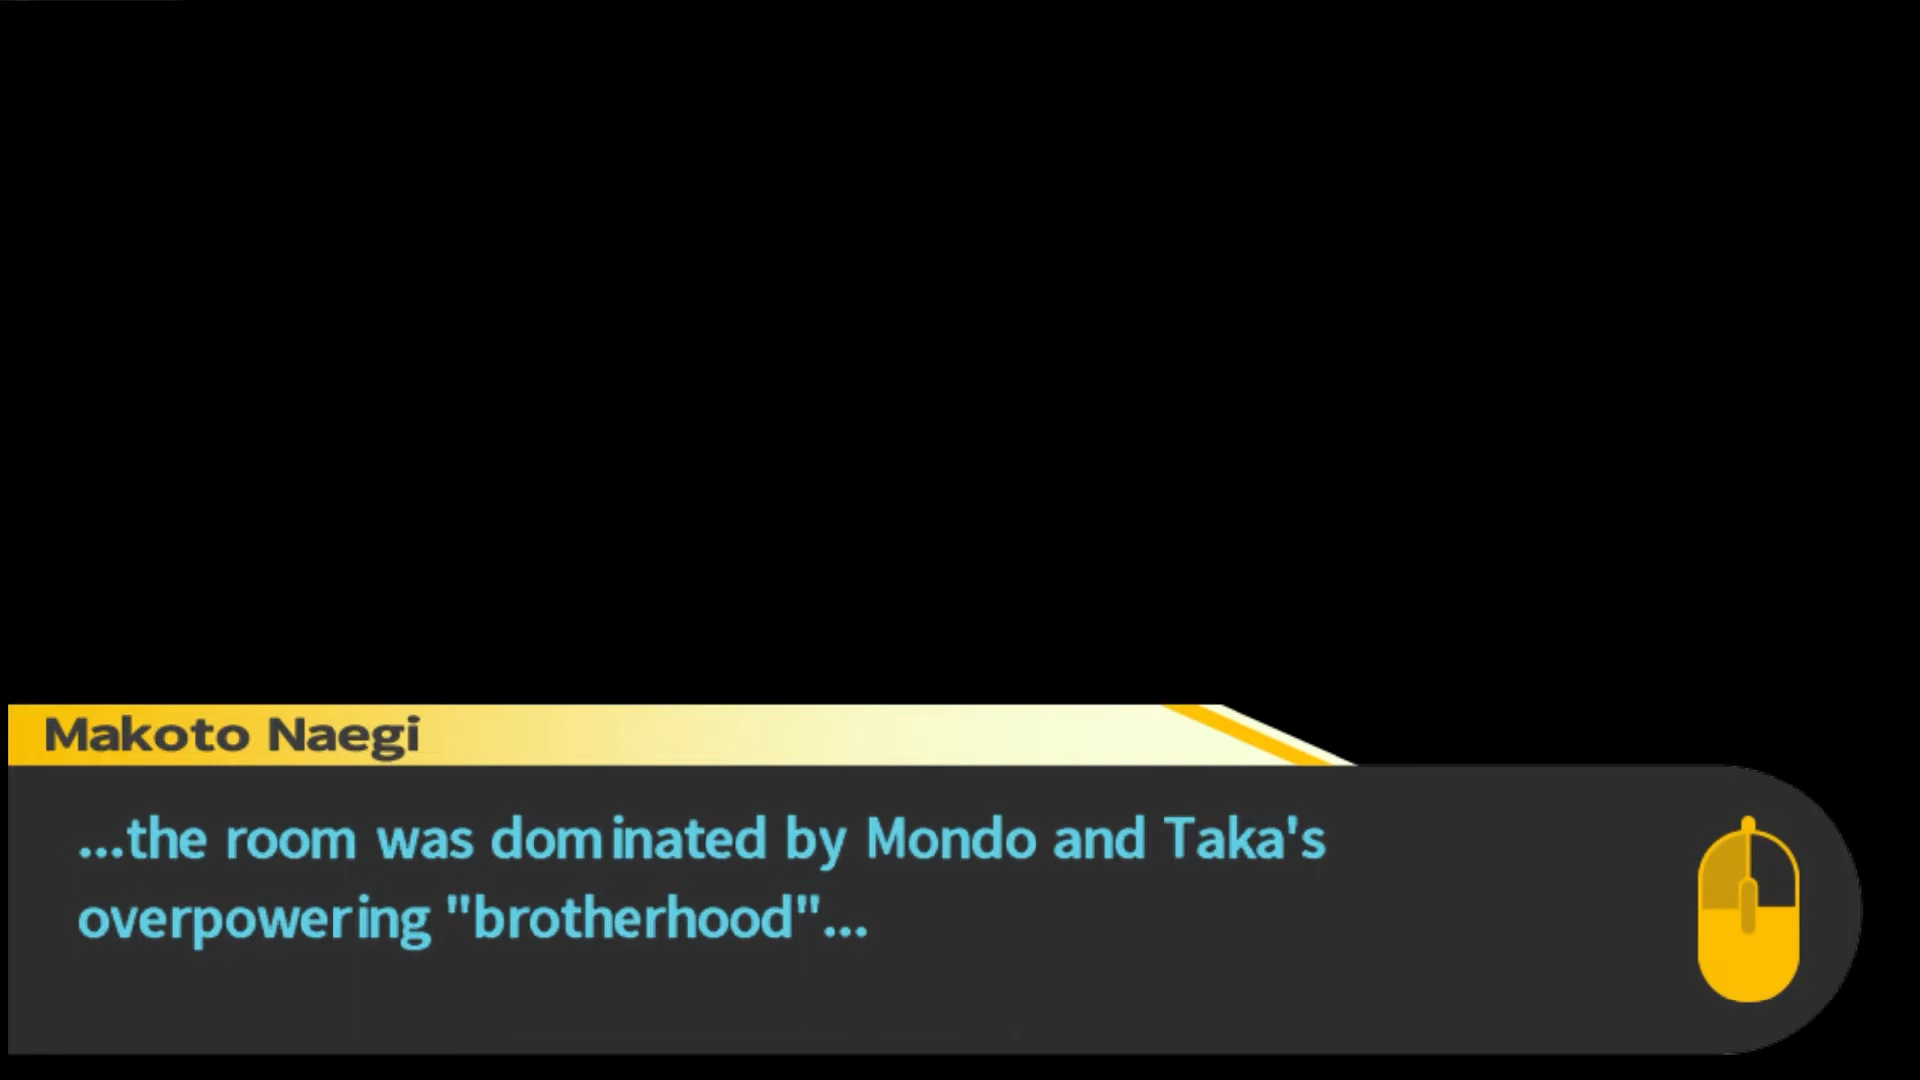 Makoto Naegi
...the room was dominated by Mondo and Taka's
overpowering "brotherhood"...